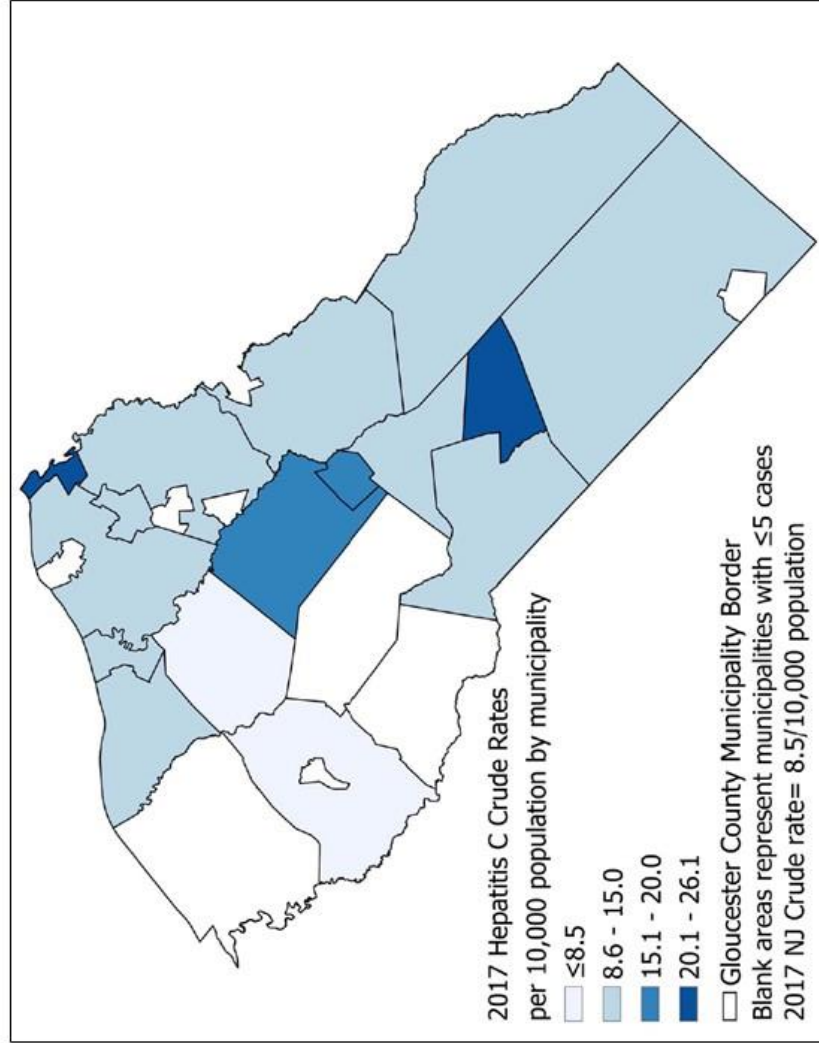 2017 Hepatitis C Crude Rates
per 10,000 population by municipality
≤8.5
8.6 - 15.0
15.1 - 20.0
20.1 - 26.1
Gloucester County Municipality Border
Blank areas represent municipalities with ≤5 cases
2017 NJ Crude rate= 8.5/10,000 population